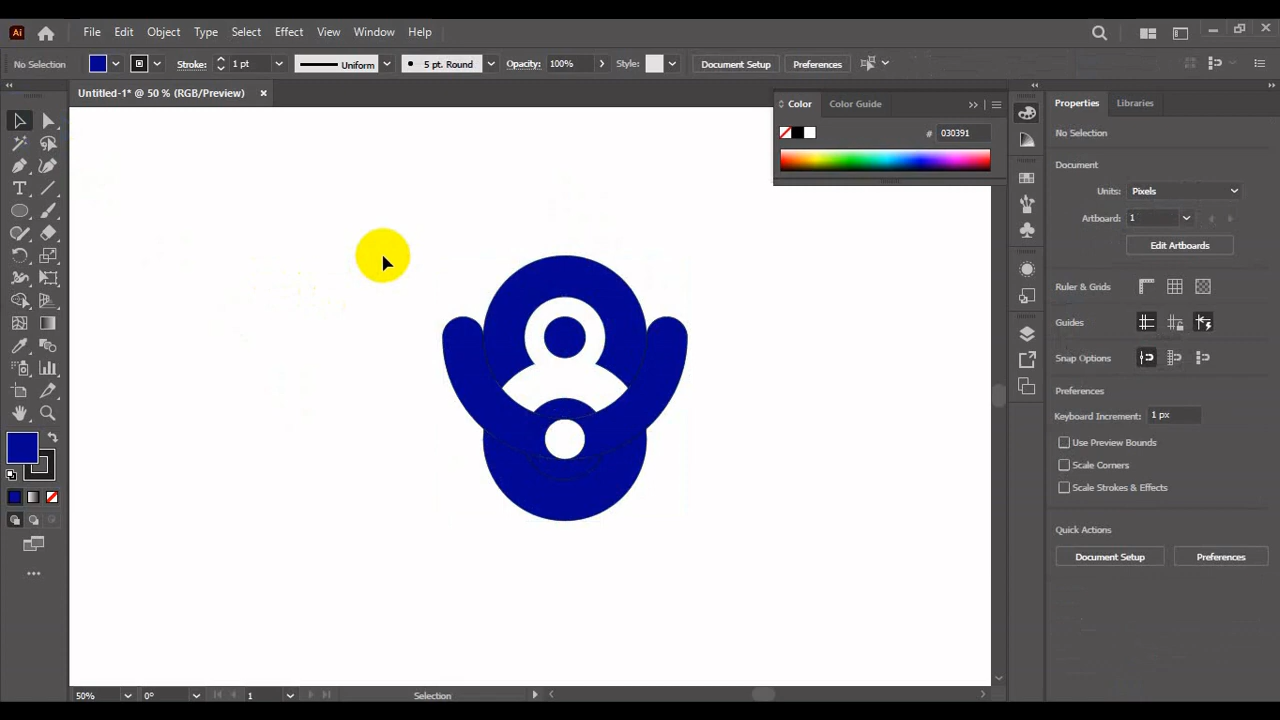 Ai File Edit Object Type Select Effect View Window Help
No Selection Stroke: 1 pt Uniform 5 pt. Round Opacity: 100% Style: Document Setup Preferences
Untitled-1* @ 50 % (RGB/Preview) ×
Color Color Guide
# 030391
Properties Libraries
No Selection
Document
Units: Pixels
Artboard: 1
Edit Artboards
Ruler & Grids
Guides
Snap Options
Preferences
Keyboard Increment: 1 px
Use Preview Bounds
Scale Corners
Scale Strokes & Effects
Quick Actions
Document Setup Preferences
50% 0° 1 Selection